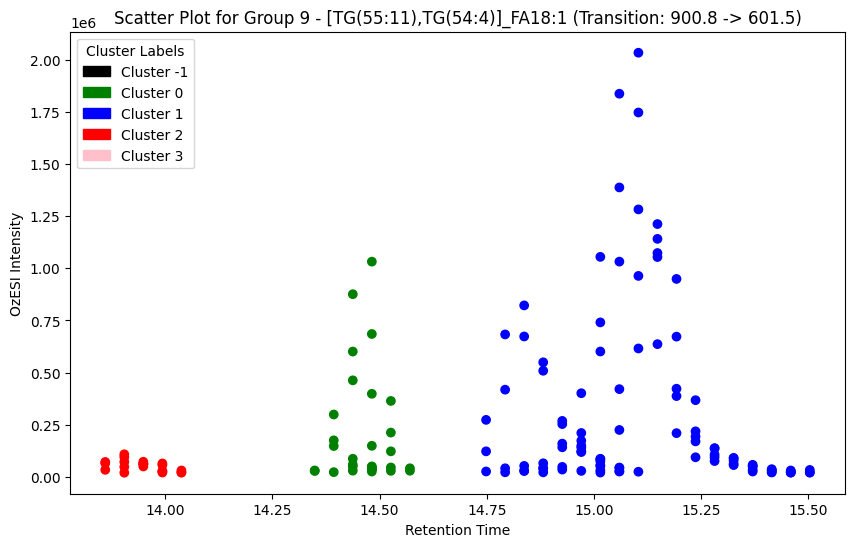 Scatter Plot for Group 9 - [TG(55:11),TG(54:4)]_FA18:1 (Transition: 900.8 -> 601.5)
1e6
Cluster Labels
Cluster -1
Cluster 0
Cluster 1
Cluster 2
Cluster 3
2.00
1.75
1.50
1.25
1.00
0.75
0.50
0.25
0.00
OzESI Intensity
14.00 14.25 14.50 14.75 15.00 15.25 15.50
Retention Time